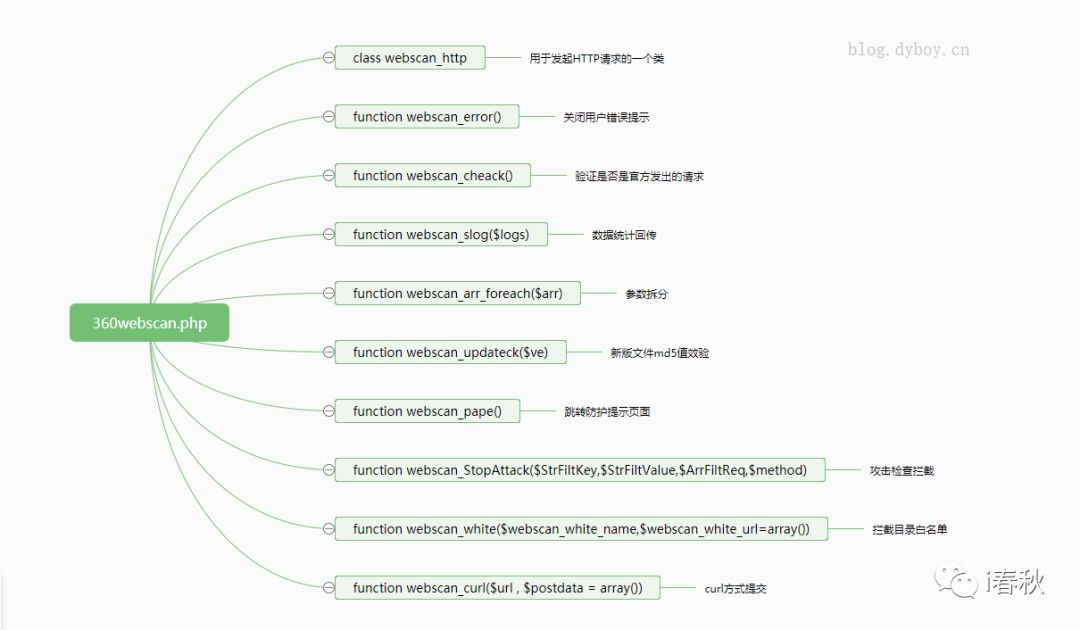 blog.dyboy.cn
class webscan_http 用于发起HTTP请求的一个类
function webscan_error() 关闭用户错误提示
function webscan_cheack() 验证是否是官方发出的请求
function webscan_slog($logs) 数据统计回传
function webscan_arr_foreach($arr) 参数拆分
360webscan.php
function webscan_updateck($ve) 新版文件md5值效验
function webscan_pape() 跳转防护提示页面
function webscan_StopAttack($StrFiltKey,$StrFiltValue,$ArrFiltReq,$method) 攻击检查拦截
function webscan_white($webscan_white_name,$webscan_white_url=array()) 拦截目录白名单
function webscan_curl($url , $postdata = array()) curl方式提交
i春秋